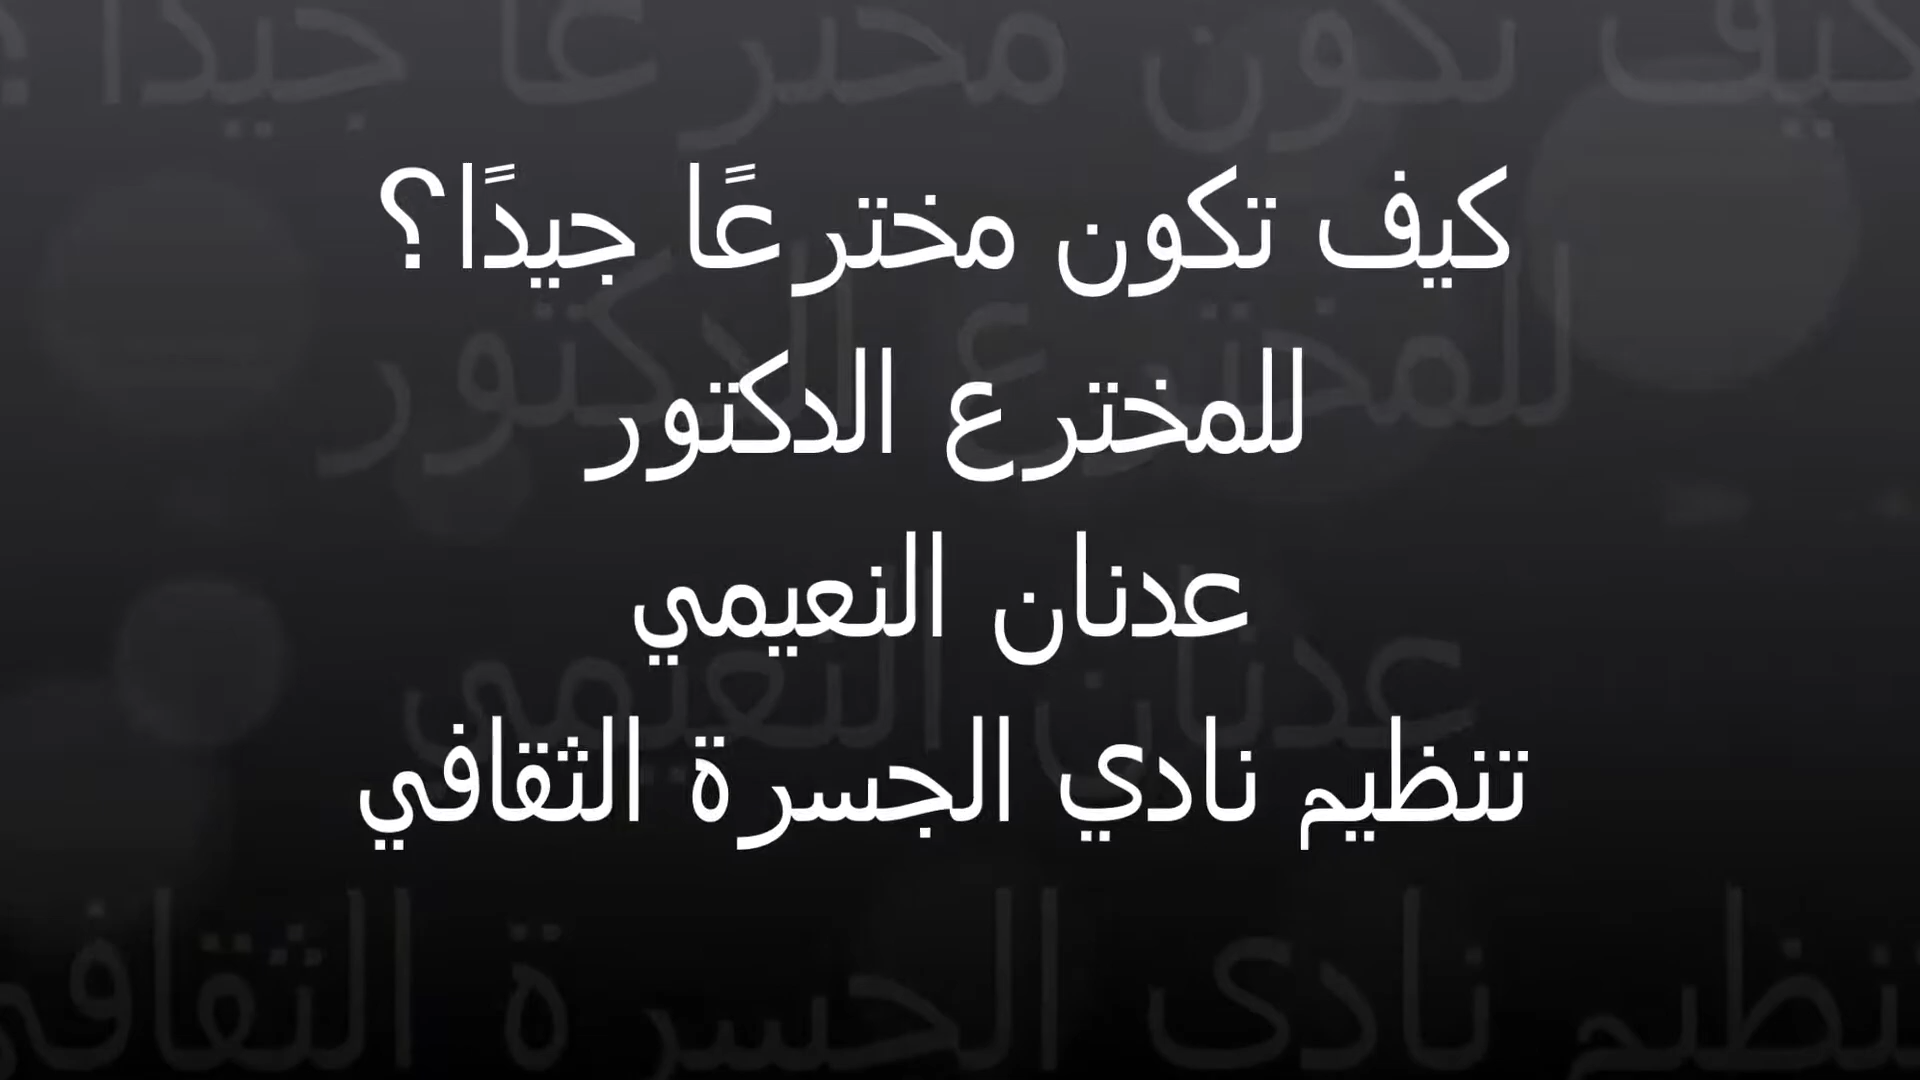 كيف تكون مخترعًا جيدًا؟
للمخترع الدكتور
عدنان النعيمي
تنظيم نادي الجسرة الثقافي